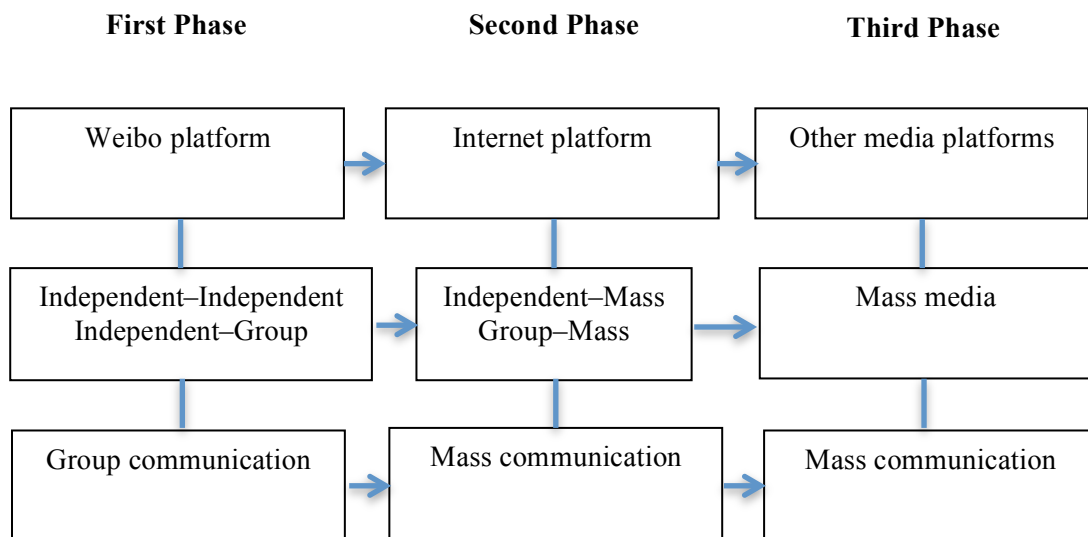 First Phase
Second Phase
Third Phase
Weibo platform
Internet platform
Other media platforms
Independent–Independent
Independent–Group
Independent–Mass
Group–Mass
Mass media
Group communication
Mass communication
Mass communication